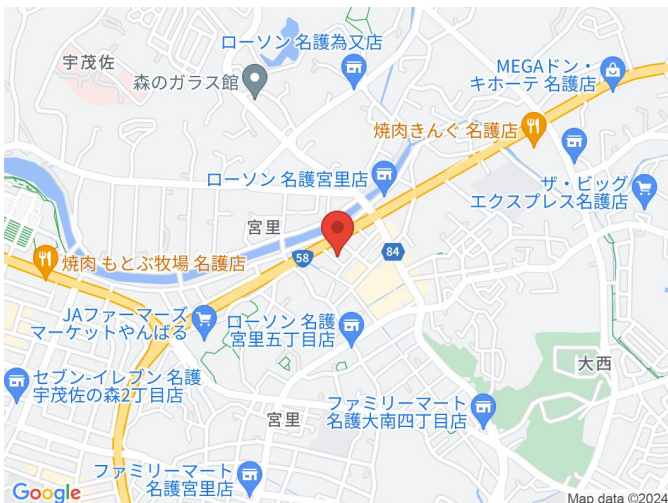 ローソン 名護為又店
宇茂佐
森のガラス館
MEGAドン・
キホーテ 名護店
焼肉きんぐ 名護店
ローソン 名護宮里店
ザ・ビッグ
エクスプレス名護店
宮里
58
84
焼肉 もとぶ牧場 名護店
JAファーマーズ
マーケットやんばる
ローソン 名護
宮里五丁目店
大西
セブン-イレブン 名護
宇茂佐の森2丁目店
宮里
ファミリーマート
名護大南四丁目店
ファミリーマート
名護宮里店
Google
Map data ©2024